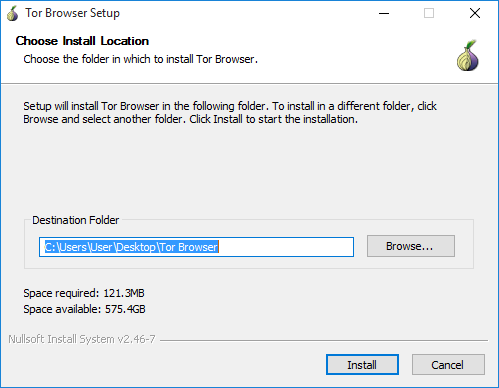 Tor Browser Setup
Choose Install Location
Choose the folder in which to install Tor Browser.
Setup will install Tor Browser in the following folder. To install in a different folder, click
Browse and select another folder. Click Install to start the installation.
Destination Folder
C:\Users\User\Desktop\Tor Browser
Browse...
Space required: 121.3MB
Space available: 575.4GB
Nullsoft Install System v2.46-7
Install
Cancel